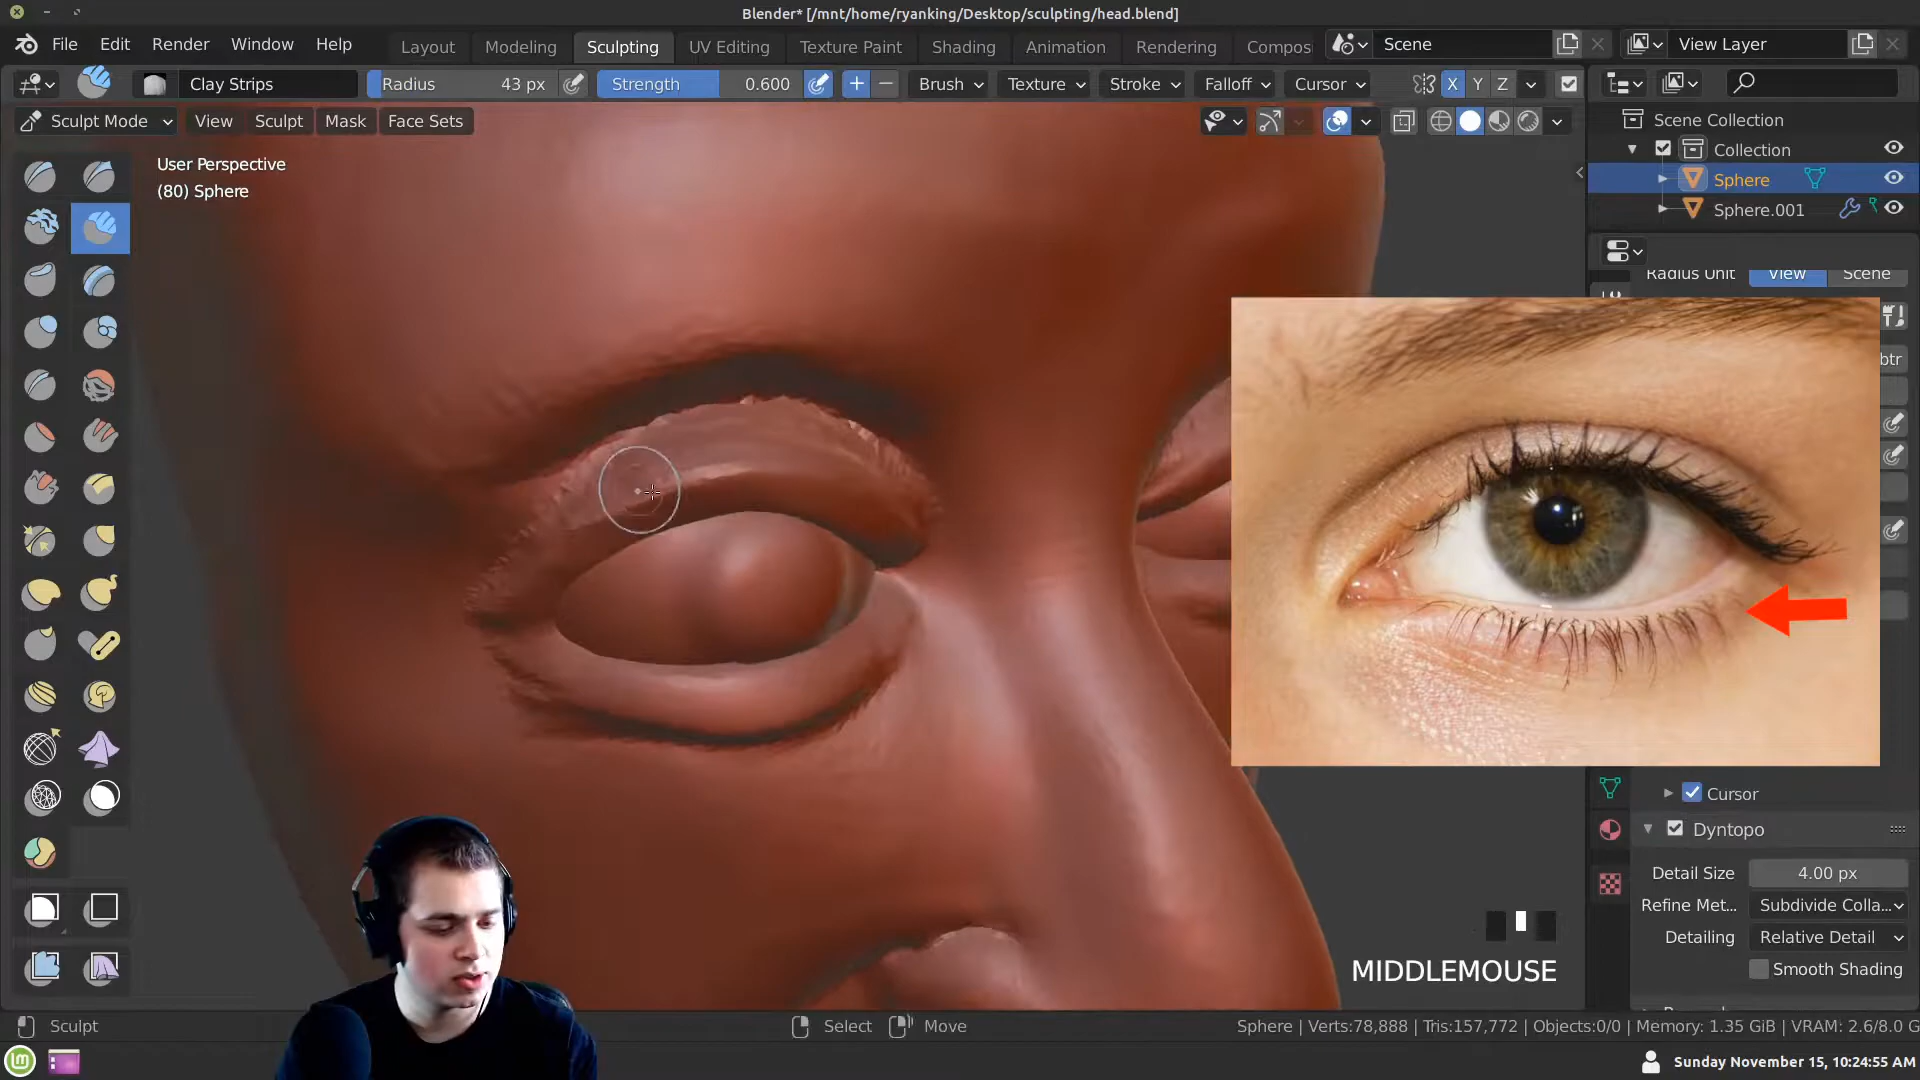 Blender* [/mnt/home/ryanking/Desktop/sculpting/head.blend]
File Edit Render Window Help Layout Modeling Sculpting UV Editing Texture Paint Shading Animation Rendering Compos Scene View Layer
Clay Strips Radius 43 px Strength 0.600 Brush Texture Stroke Falloff Cursor X Y Z
Sculpt Mode View Sculpt Mask Face Sets
Scene Collection
Collection
Sphere
Sphere.001
User Perspective
(80) Sphere
Radius Unit View Scene
btr
Cursor
Dyntopo
Detail Size 4.00 px
Refine Met... Subdivide Colla...
Detailing Relative Detail
Smooth Shading
MIDDLEMOUSE
Sculpt Select Move Sphere | Verts:78,888 | Tris:157,772 | Objects:0/0 | Memory: 1.35 GiB | VRAM: 2.6/8.0 G
Sunday November 15, 10:24:55 AM